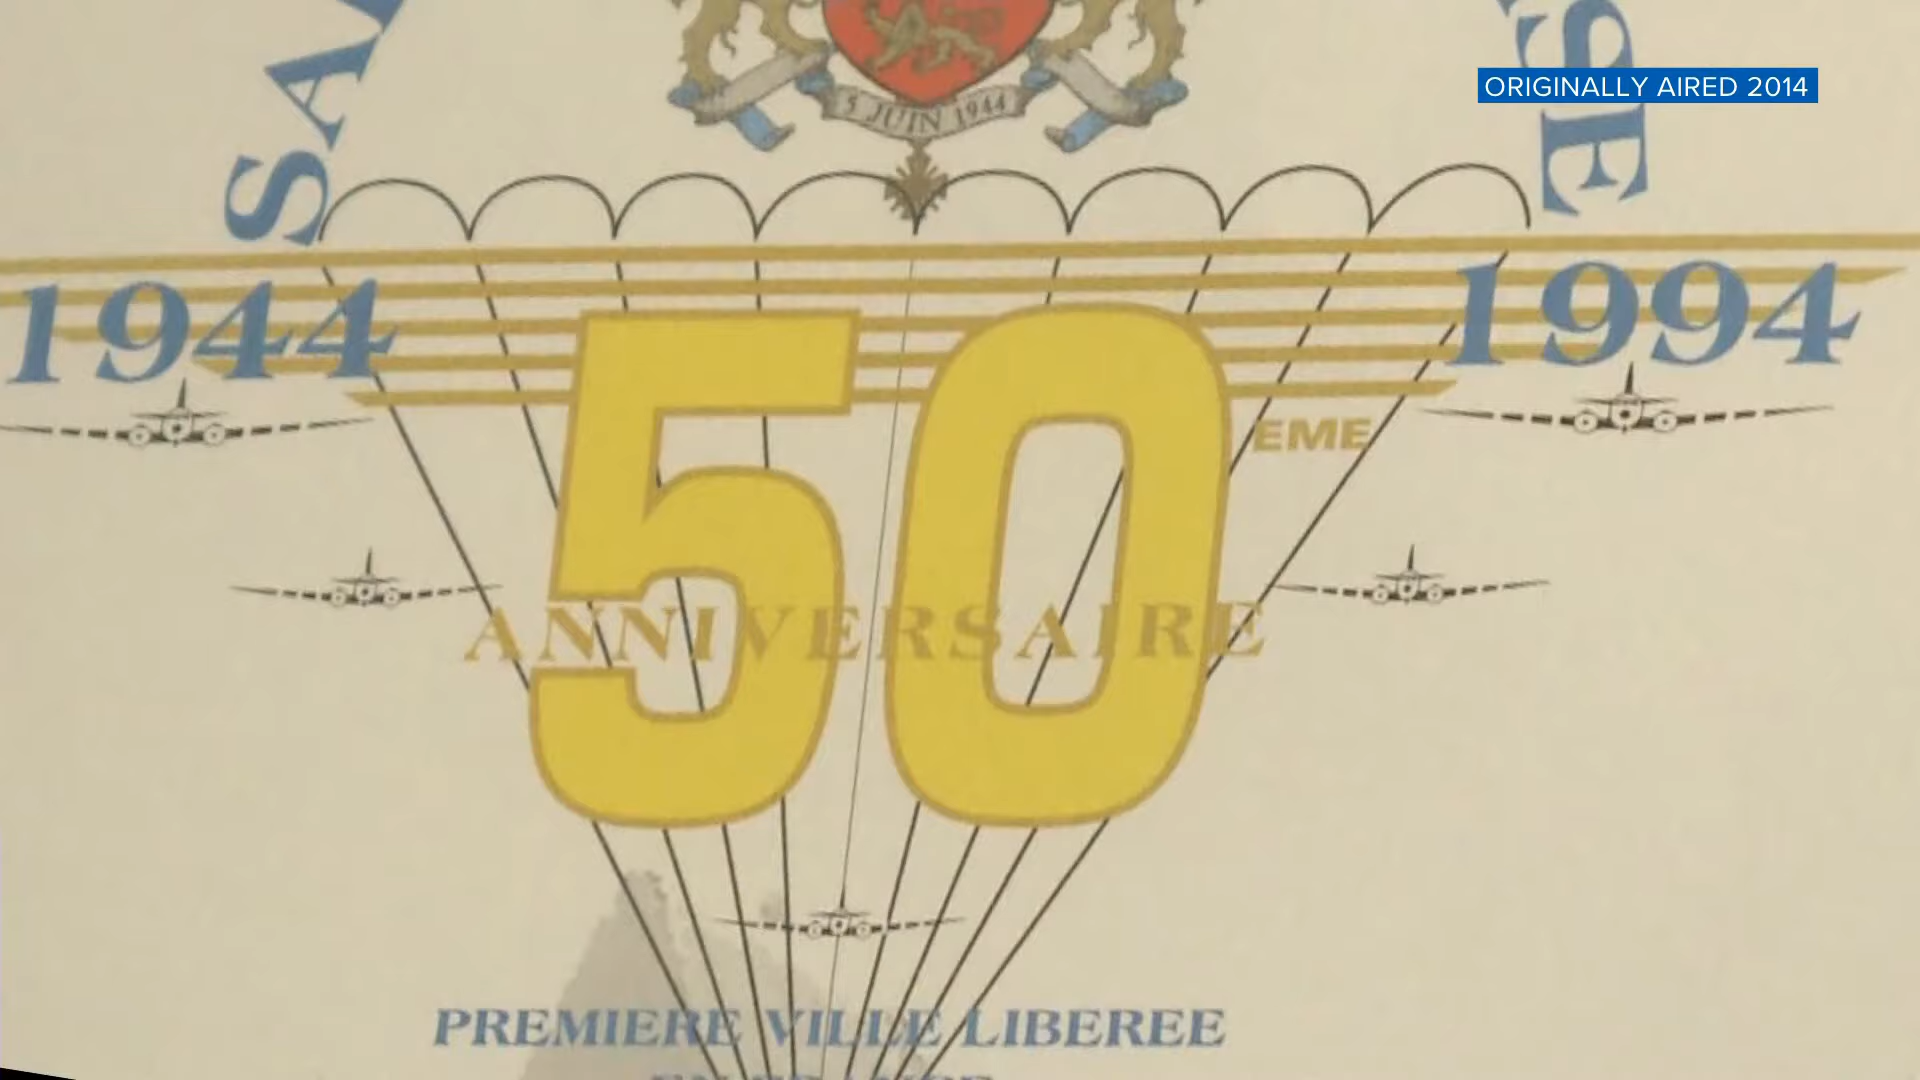 ORIGINALLY AIRED 2014
5 JUIN 1944
1944
1994
50
EME
ANNIVERSAIRE
PREMIERE VILLE LIBEREE